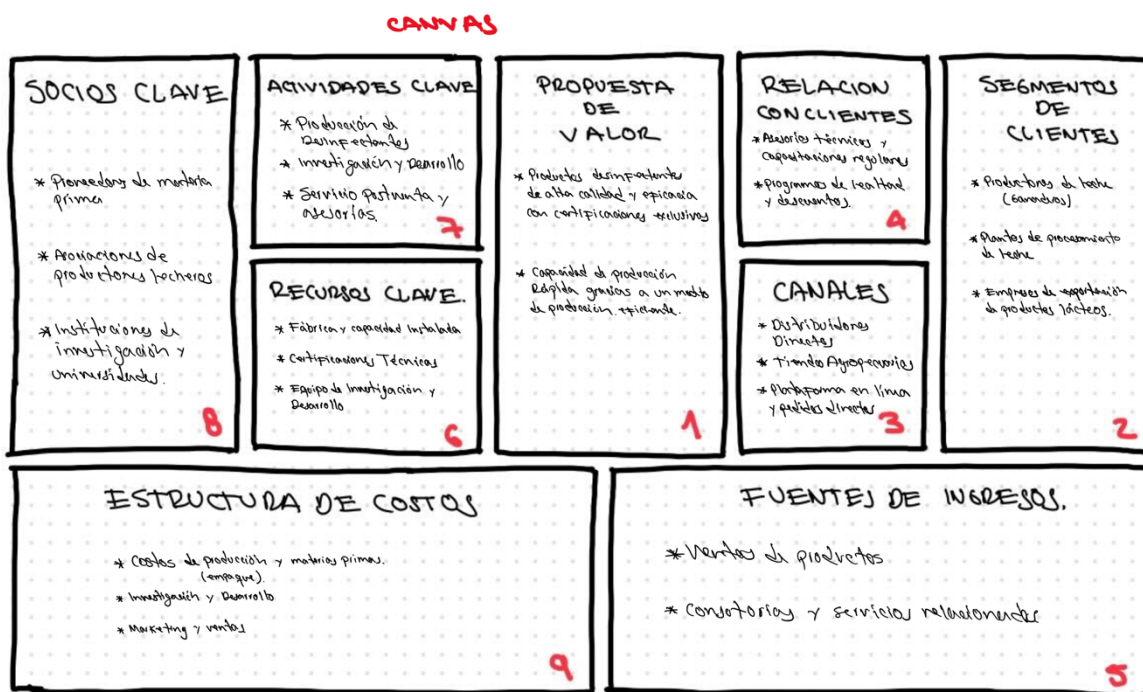 CANVAS
SOCIOS CLAVE
* Proveedores de materia
prima
* Asociaciones de
productores lecheros
* Instituciones de
investigación y
universidades.
8
ACTIVIDADES CLAVE
* Producción de
Desinfectantes
* Investigación y Desarrollo
* Servicio Postventa y
asesorías.
7
RECURSOS CLAVE.
* Fábrica y capacidad Instalada
* Certificaciones Técnicas
* Equipo de Investigación y
Desarrollo
6
PROPUESTA
DE
VALOR
* Productos desinfectantes
de alta calidad y eficacia
con certificaciones exclusivas
* Capacidad de producción
Rápida gracias a un modelo
de producción eficiente.
1
RELACION
CON CLIENTES
* Asesorías técnicas y
capacitaciones regulares
* Programas de lealtad
y descuentos.
4
CANALES
* Distribuidores
Directos
* Tiendas Agropecuarias
* Plataforma en línea
y pedidos directos
3
SEGMENTOS
DE
CLIENTES
* Productores de leche
(Ganaderos)
* Plantas de procesamiento
de leche
* Empresas de exportación
de productos lácteos.
2
ESTRUCTURA DE COSTOS
* Costos de producción y materias primas.
(empaque).
* Investigación y Desarrollo
* Marketing y ventas
9
FUENTES DE INGRESOS.
* Ventas de productos
* Consultorías y servicios relacionados
5